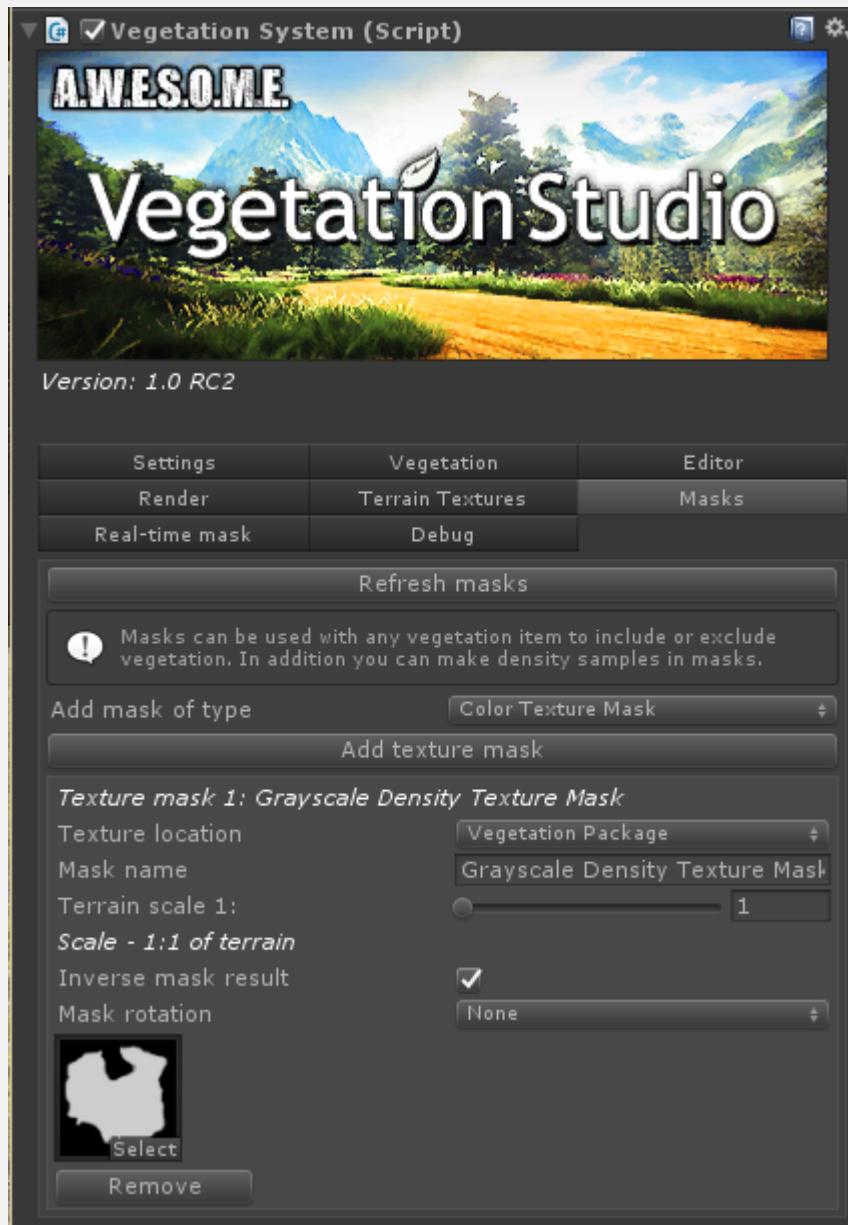 Vegetation System (Script)
A.W.E.S.O.M.E.
Vegetation Studio
Version: 1.0 RC2
Settings Vegetation Editor
Render Terrain Textures Masks
Real-time mask Debug
Refresh masks
Masks can be used with any vegetation item to include or exclude
vegetation. In addition you can make density samples in masks.
Add mask of type Color Texture Mask
Add texture mask
Texture mask 1: Grayscale Density Texture Mask
Texture location Vegetation Package
Mask name Grayscale Density Texture Mask
Terrain scale 1: 1
Scale - 1:1 of terrain
Inverse mask result
Mask rotation None
Select
Remove